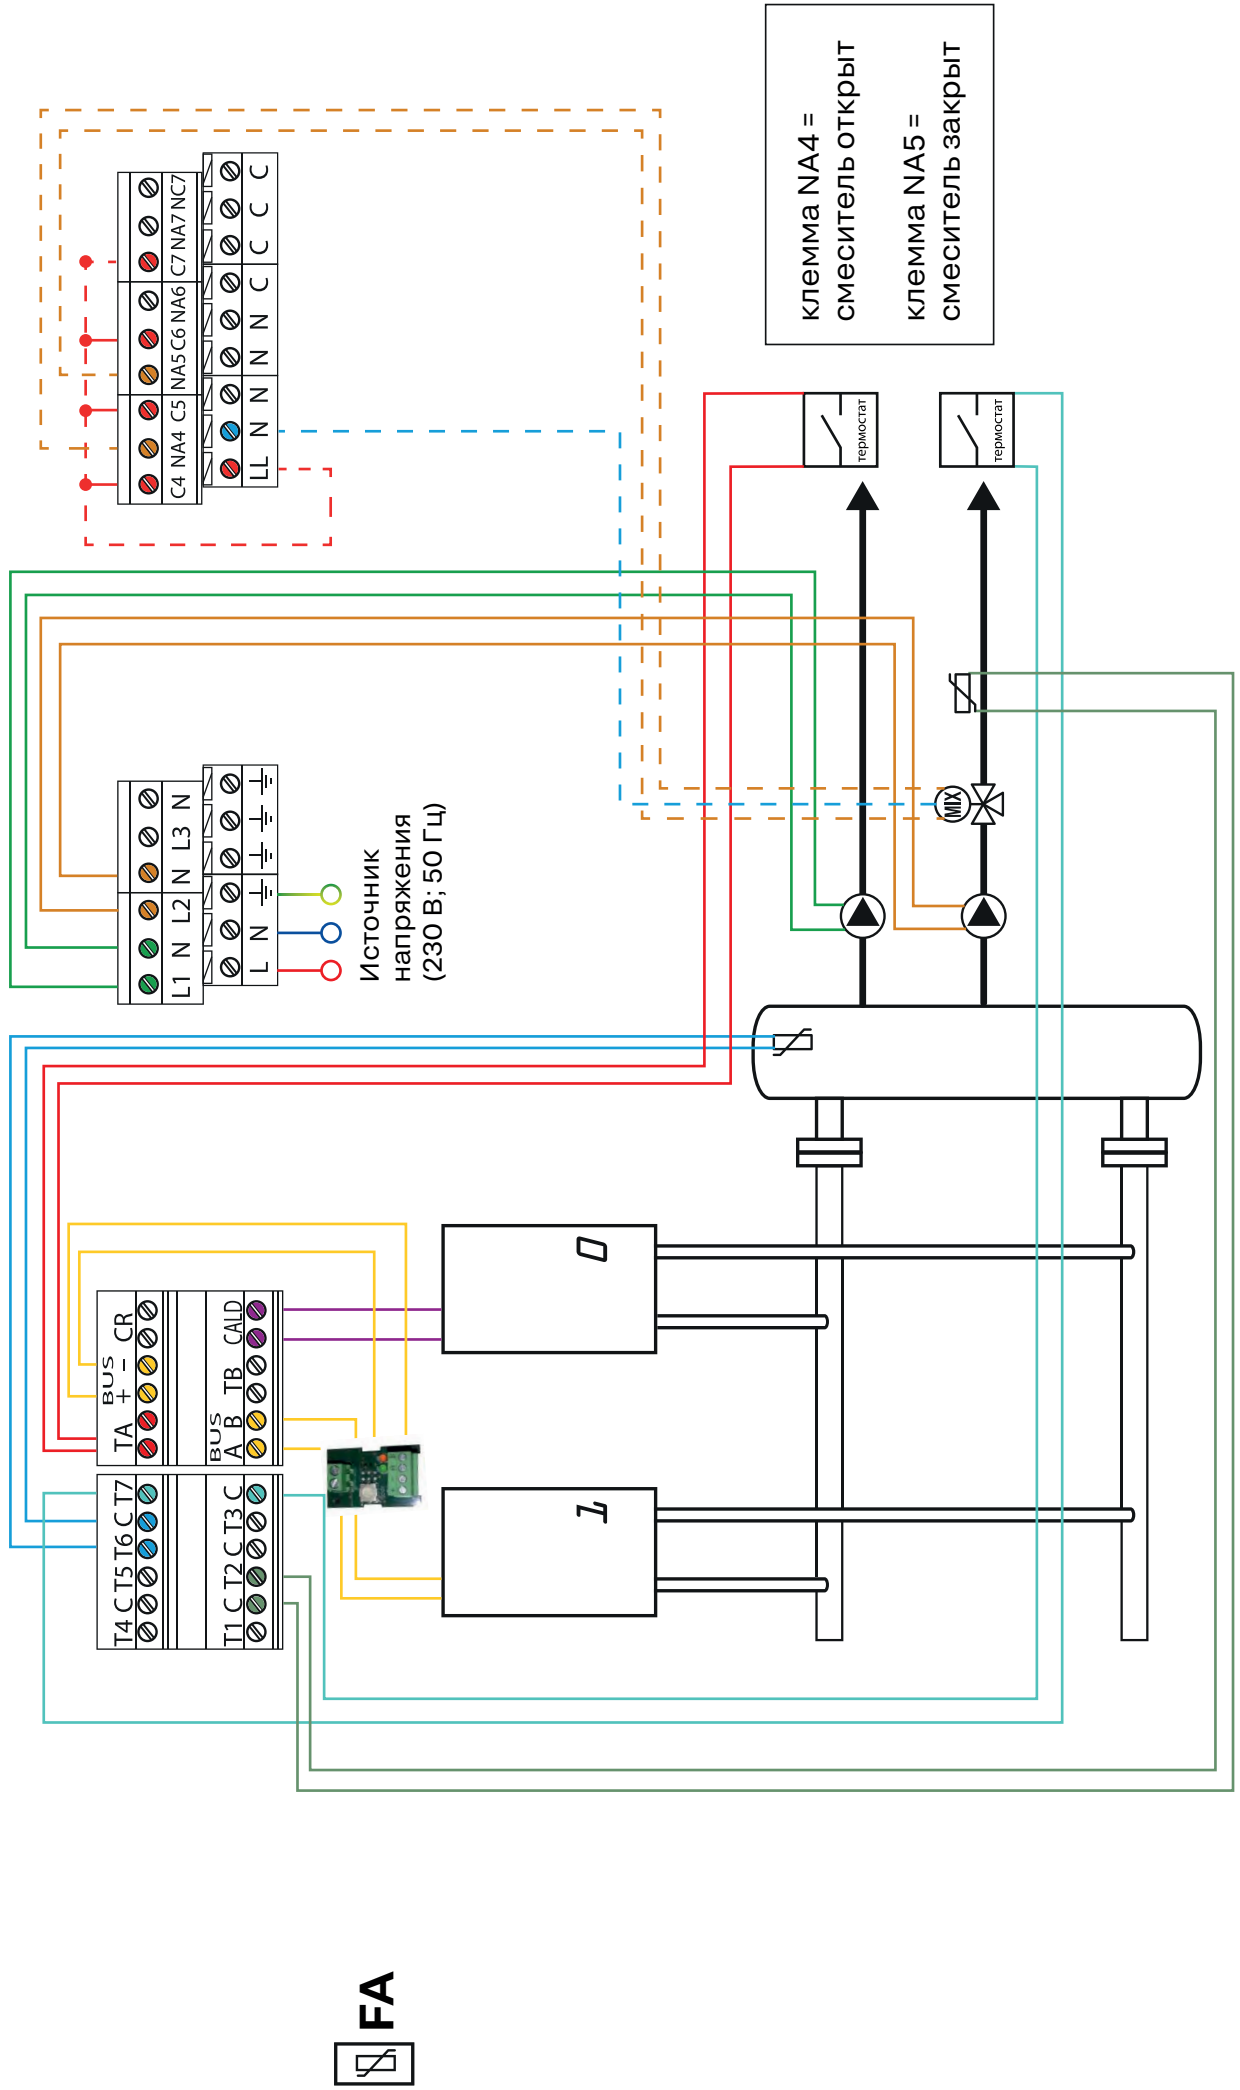 FA
T4 C T5 T6 C T7
TA
BUS
+ −
CR
T1 C T2 C T3 C
BUS
A B
TB
CALD
1
0
L1 N L2 N L3 N
L N
Источник
напряжения
(230 В; 50 Гц)
C4 NA4 C5 NA5 C6 NA6 C7 NA7 NC7
LL N N N N C C C C
MIX
термостат
термостат
клемма NA4 =
смеситель открыт
клемма NA5 =
смеситель закрыт